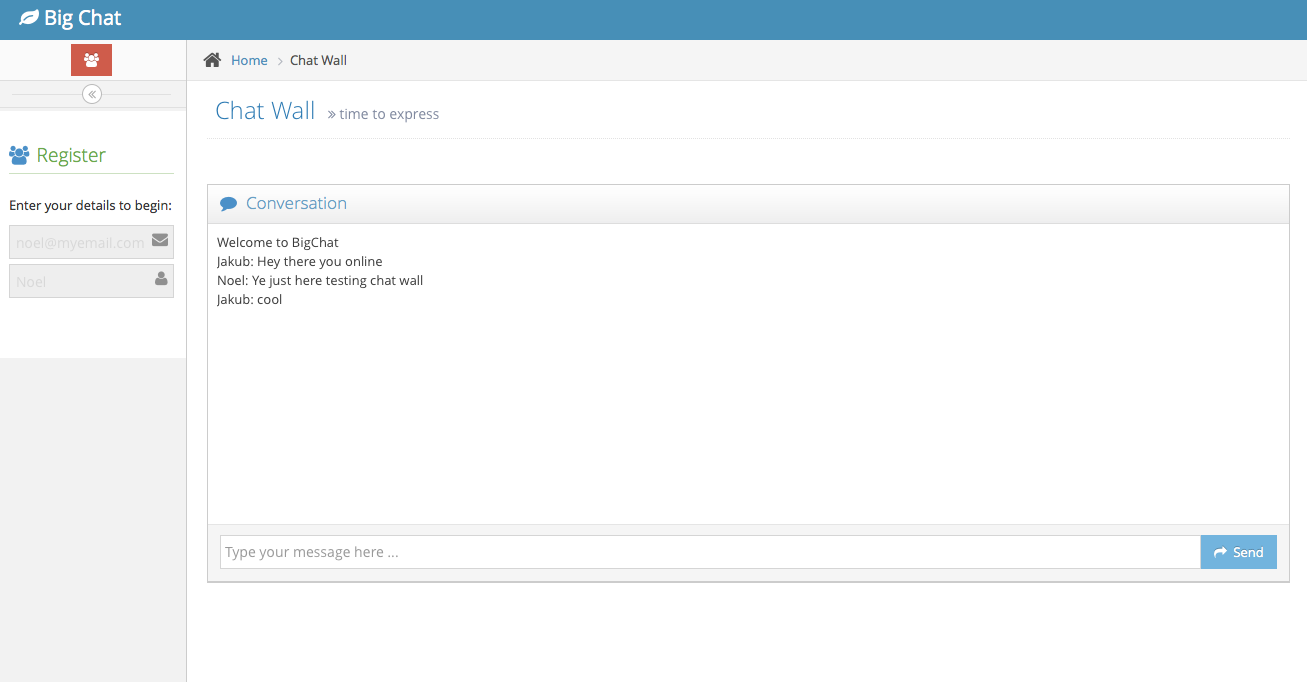 Big Chat
Home > Chat Wall
Chat Wall » time to express
Register
Enter your details to begin:
noel@myemail.com
Noel
Conversation
Welcome to BigChat
Jakub: Hey there you online
Noel: Ye just here testing chat wall
Jakub: cool
Type your message here ...
Send